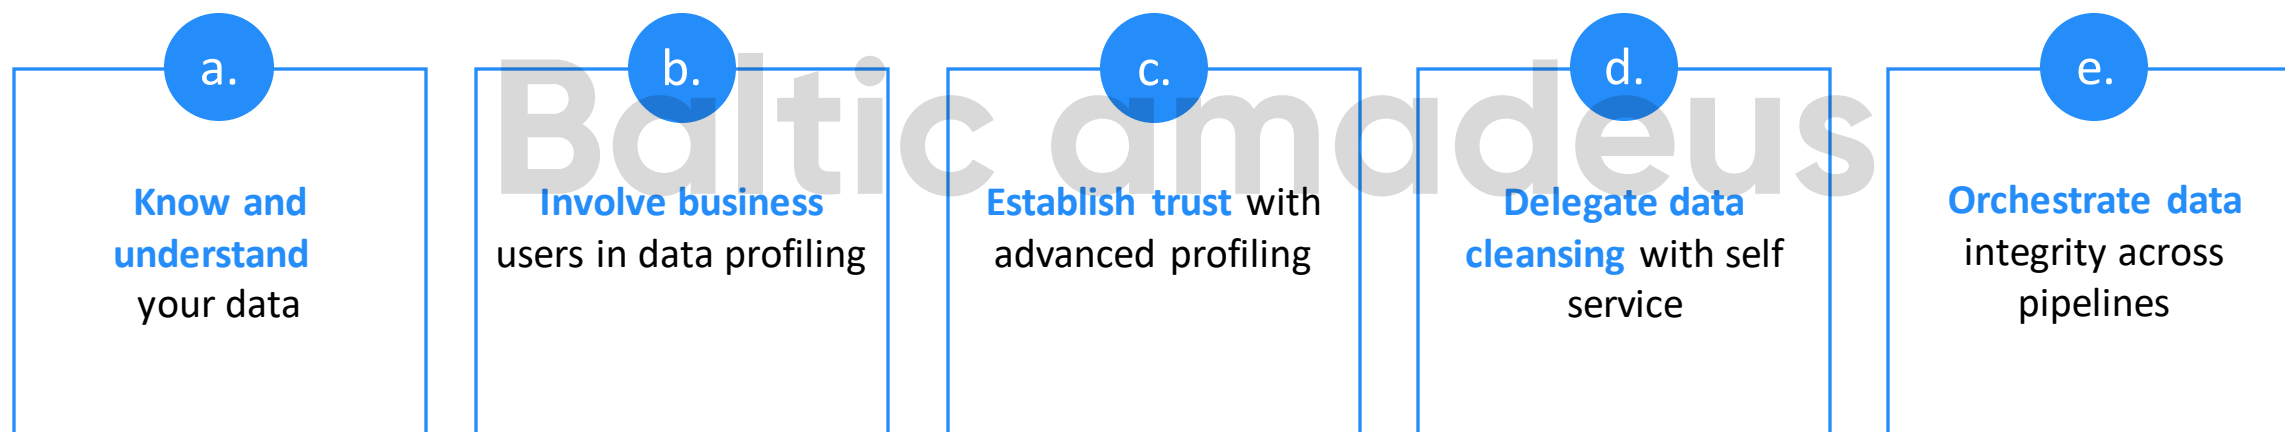 a.
Know and
understand
your data
b.
Involve business
users in data profiling
c.
Establish trust with
advanced profiling
d.
Delegate data
cleansing with self
service
e.
Orchestrate data
integrity across
pipelines
Baltic amadeus